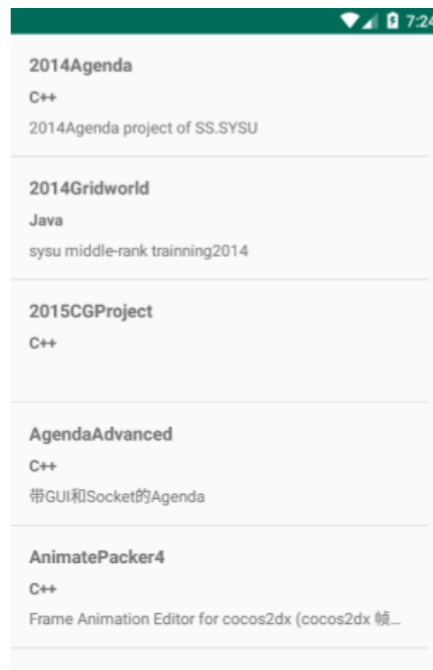 7:24
2014Agenda
C++
2014Agenda project of SS.SYSU
2014Gridworld
Java
sysu middle-rank trainning2014
2015CGProject
C++
AgendaAdvanced
C++
带GUI和Socket的Agenda
AnimatePacker4
C++
Frame Animation Editor for cocos2dx (cocos2dx 帧...